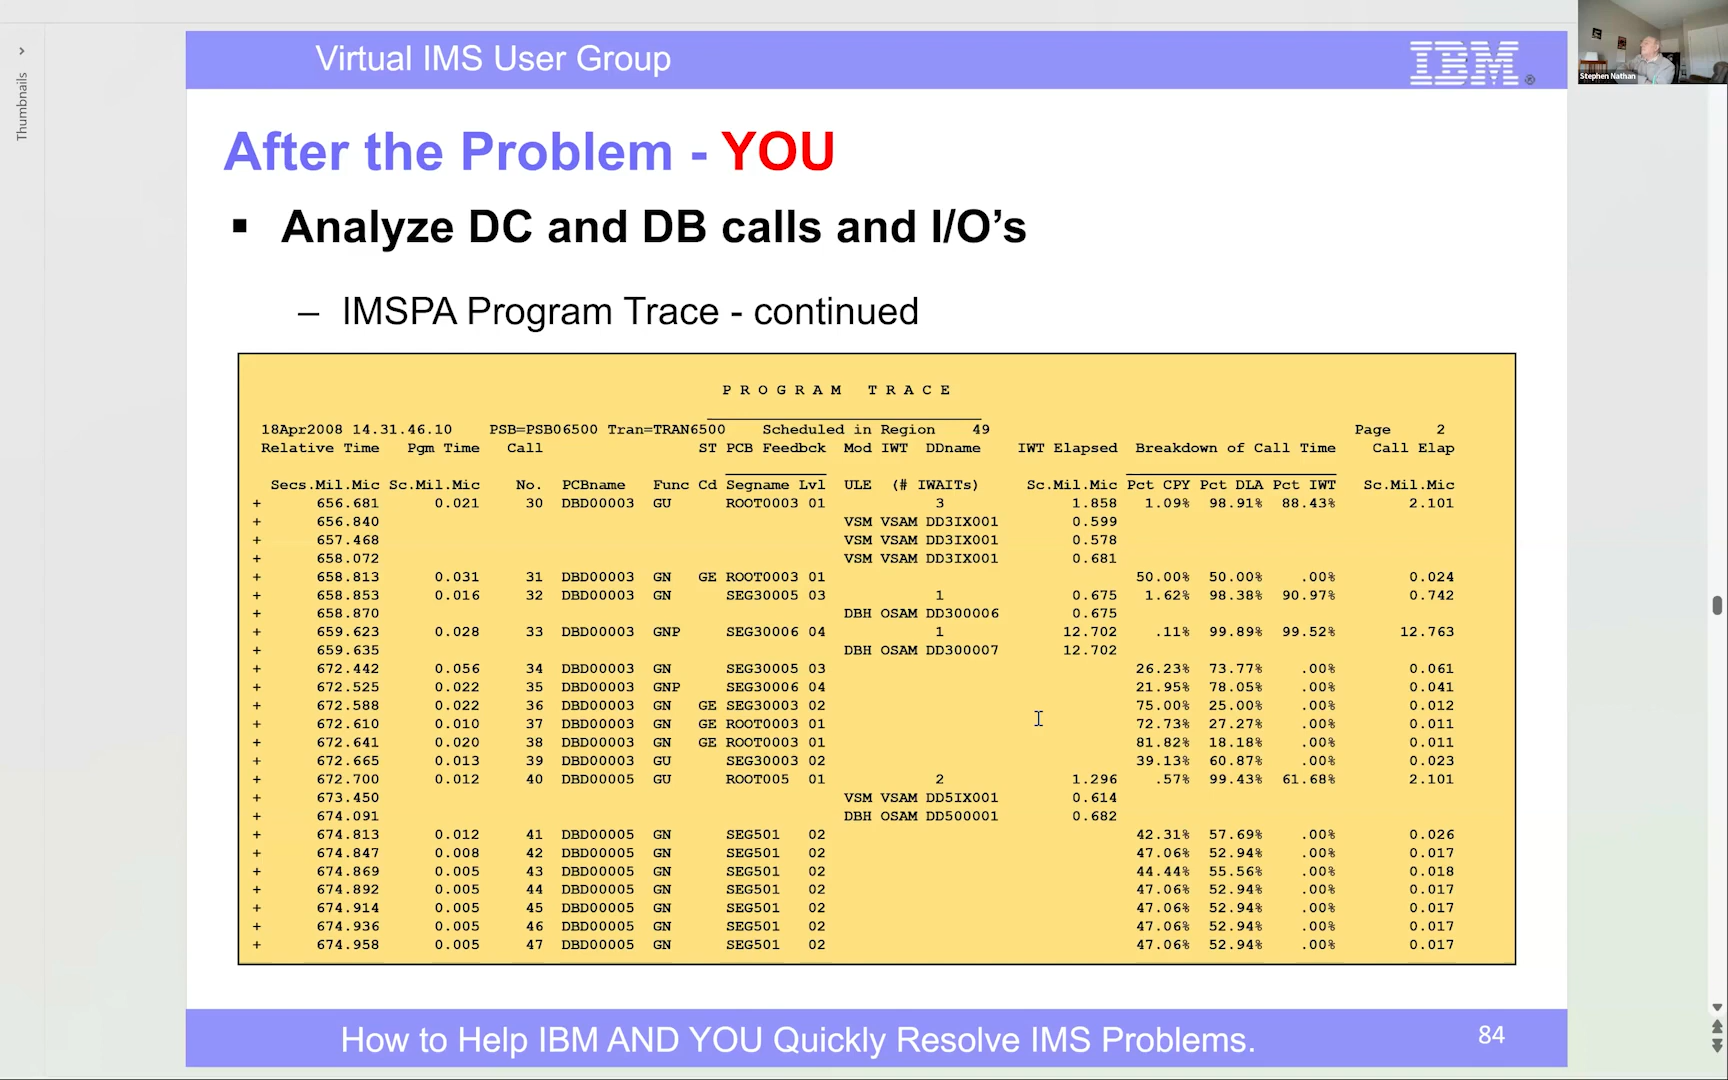 Thumbnails
Virtual IMS User Group
IBM®
Stephen Nathan
After the Problem - YOU
▪ Analyze DC and DB calls and I/O’s
– IMSPA Program Trace - continued
P R O G R A M   T R A C E
18Apr2008 14.31.46.10 PSB=PSB06500 Tran=TRAN6500 Scheduled in Region 49 Page 2
Relative Time Pgm Time Call ST PCB Feedbck Mod IWT DDname IWT Elapsed Breakdown of Call Time Call Elap
Secs.Mil.Mic Sc.Mil.Mic No. PCBname Func Cd Segname Lvl ULE (# IWAITs) Sc.Mil.Mic Pct CPY Pct DLA Pct IWT Sc.Mil.Mic
+ 656.681 0.021 30 DBD00003 GU ROOT0003 01 3 1.858 1.09% 98.91% 88.43% 2.101
+ 656.840 VSM VSAM DD3IX001 0.599
+ 657.468 VSM VSAM DD3IX001 0.578
+ 658.072 VSM VSAM DD3IX001 0.681
+ 658.813 0.031 31 DBD00003 GN GE ROOT0003 01 50.00% 50.00% .00% 0.024
+ 658.853 0.016 32 DBD00003 GN SEG30005 03 1 0.675 1.62% 98.38% 90.97% 0.742
+ 658.870 DBH OSAM DD300006 0.675
+ 659.623 0.028 33 DBD00003 GNP SEG30006 04 1 12.702 .11% 99.89% 99.52% 12.763
+ 659.635 DBH OSAM DD300007 12.702
+ 672.442 0.056 34 DBD00003 GN SEG30005 03 26.23% 73.77% .00% 0.061
+ 672.525 0.022 35 DBD00003 GNP SEG30006 04 21.95% 78.05% .00% 0.041
+ 672.588 0.022 36 DBD00003 GN GE SEG30003 02 75.00% 25.00% .00% 0.012
+ 672.610 0.010 37 DBD00003 GN GE ROOT0003 01 72.73% 27.27% .00% 0.011
+ 672.641 0.020 38 DBD00003 GN GE ROOT0003 01 81.82% 18.18% .00% 0.011
+ 672.665 0.013 39 DBD00003 GU SEG30003 02 39.13% 60.87% .00% 0.023
+ 672.700 0.012 40 DBD00005 GU ROOT005 01 2 1.296 .57% 99.43% 61.68% 2.101
+ 673.450 VSM VSAM DD5IX001 0.614
+ 674.091 DBH OSAM DD500001 0.682
+ 674.813 0.012 41 DBD00005 GN SEG501 02 42.31% 57.69% .00% 0.026
+ 674.847 0.008 42 DBD00005 GN SEG501 02 47.06% 52.94% .00% 0.017
+ 674.869 0.005 43 DBD00005 GN SEG501 02 44.44% 55.56% .00% 0.018
+ 674.892 0.005 44 DBD00005 GN SEG501 02 47.06% 52.94% .00% 0.017
+ 674.914 0.005 45 DBD00005 GN SEG501 02 47.06% 52.94% .00% 0.017
+ 674.936 0.005 46 DBD00005 GN SEG501 02 47.06% 52.94% .00% 0.017
+ 674.958 0.005 47 DBD00005 GN SEG501 02 47.06% 52.94% .00% 0.017
How to Help IBM AND YOU Quickly Resolve IMS Problems.
84